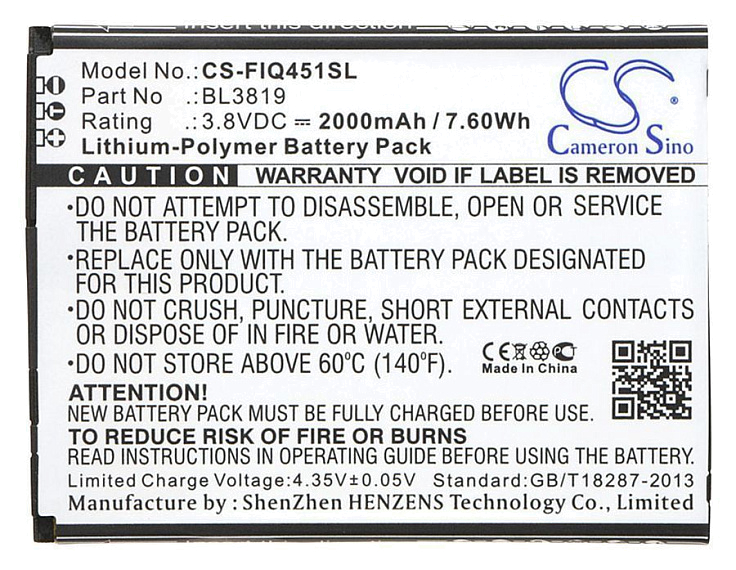 Model No.: CS-FIQ451SL
Part No .: BL3819
Rating .: 3.8VDC ⎓ 2000mAh / 7.60Wh
Lithium-Polymer Battery Pack
CS
Cameron Sino
®
CAUTION WARRANTY VOID IF LABEL IS REMOVED
•DO NOT ATTEMPT TO DISASSEMBLE, OPEN OR SERVICE
THE BATTERY PACK.
•REPLACE ONLY WITH THE BATTERY PACK DESIGNATED
FOR THIS PRODUCT.
•DO NOT CRUSH, PUNCTURE, SHORT EXTERNAL CONTACTS
OR DISPOSE OF IN FIRE OR WATER.
•DO NOT STORE ABOVE 60⁰C (140⁰F).
CE
Made In China
ATTENTION!
NEW BATTERY PACK MUST BE FULLY CHARGED BEFORE USE.
TO REDUCE RISK OF FIRE OR BURNS
READ INSTRUCTIONS IN OPERATION BEFORE USING THE BATTERY.
Limited Charge Voltage:4.35V±0.05V Standard:GB/T18287-2013
Manufacture by: ShenZhen HENZENS Technology Co., Limited